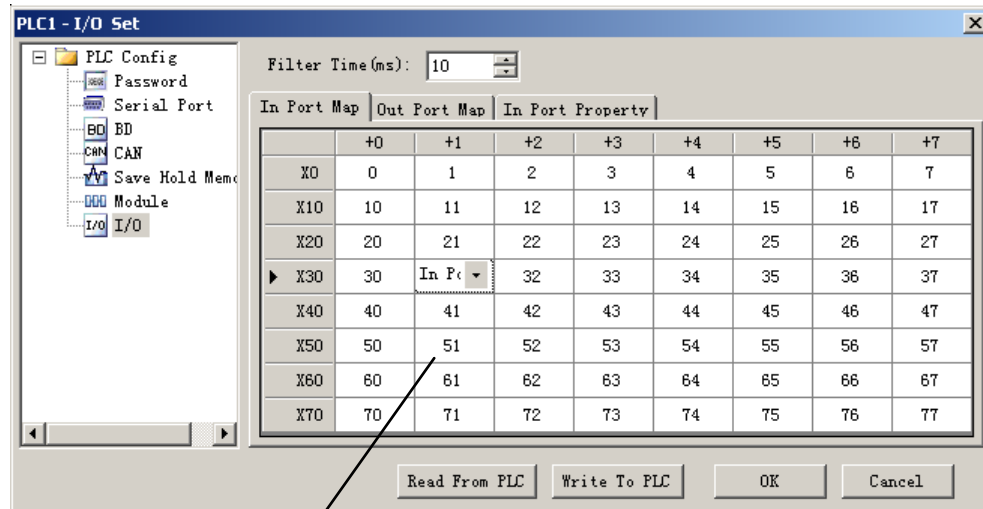 PLC1 - I/O Set
PLC Config
Password
Serial Port
BD BD
CAN CAN
Save Hold Memo
Module
I/O I/O
Filter Time(ms): 10
In Port Map Out Port Map In Port Property
+0 +1 +2 +3 +4 +5 +6 +7
X0 0 1 2 3 4 5 6 7
X10 10 11 12 13 14 15 16 17
X20 20 21 22 23 24 25 26 27
X30 30 In Po 32 33 34 35 36 37
X40 40 41 42 43 44 45 46 47
X50 50 51 52 53 54 55 56 57
X60 60 61 62 63 64 65 66 67
X70 70 71 72 73 74 75 76 77
Read From PLC Write To PLC OK Cancel